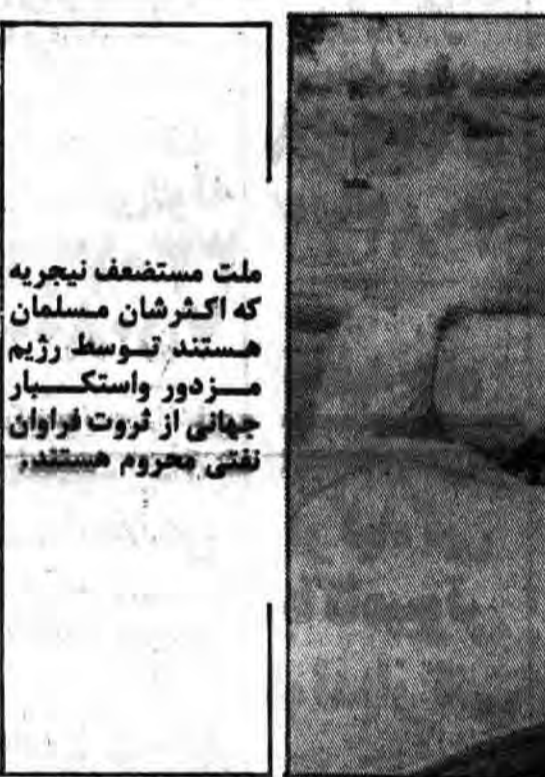 ملت مستضعف نیجریه
که اکثرشان مسلمان
هستند توسط رژیم
مزدور واستکبار
جهانی از ثروت فراوان
نفتی محروم هستند.